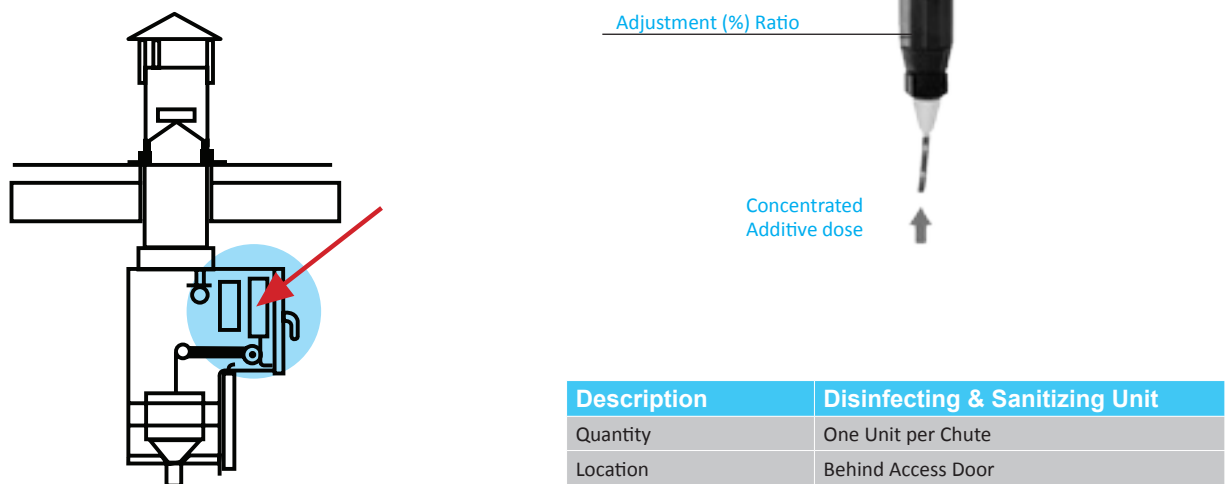 Adjustment (%) Ratio
Concentrated
Additive dose
Description Disinfecting & Sanitizing Unit
Quantity One Unit per Chute
Location Behind Access Door